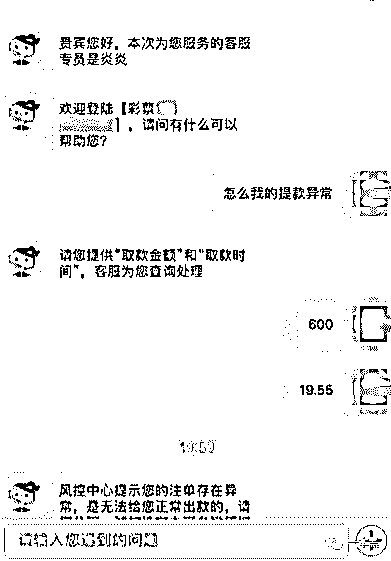 贵宾您好，本次为您服务的客服
专员是炎炎
欢迎登陆【彩票
】，请问有什么可以
帮助您？
怎么我的提款异常
请您提供“取款金额”和“取款时
间”，客服为您查询处理
600
19.55
风控中心提示您的注单存在异
常，是无法给您正常出款的，请
请输入您遇到的问题